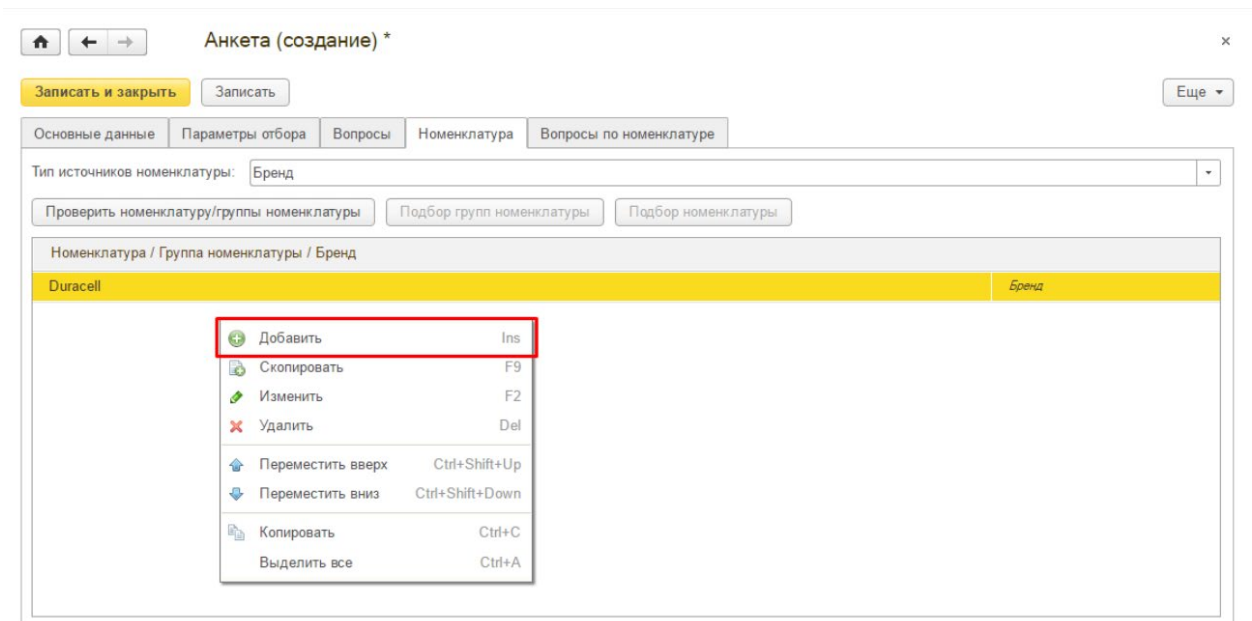 Анкета (создание) *
×
Записать и закрыть Записать Еще
Основные данные Параметры отбора Вопросы Номенклатура Вопросы по номенклатуре
Тип источников номенклатуры: Бренд
Проверить номенклатуру/группы номенклатуры Подбор групп номенклатуры Подбор номенклатуры
Номенклатура / Группа номенклатуры / Бренд
Duracell Бренд
Добавить Ins
Скопировать F9
Изменить F2
Удалить Del
Переместить вверх Ctrl+Shift+Up
Переместить вниз Ctrl+Shift+Down
Копировать Ctrl+C
Выделить все Ctrl+A